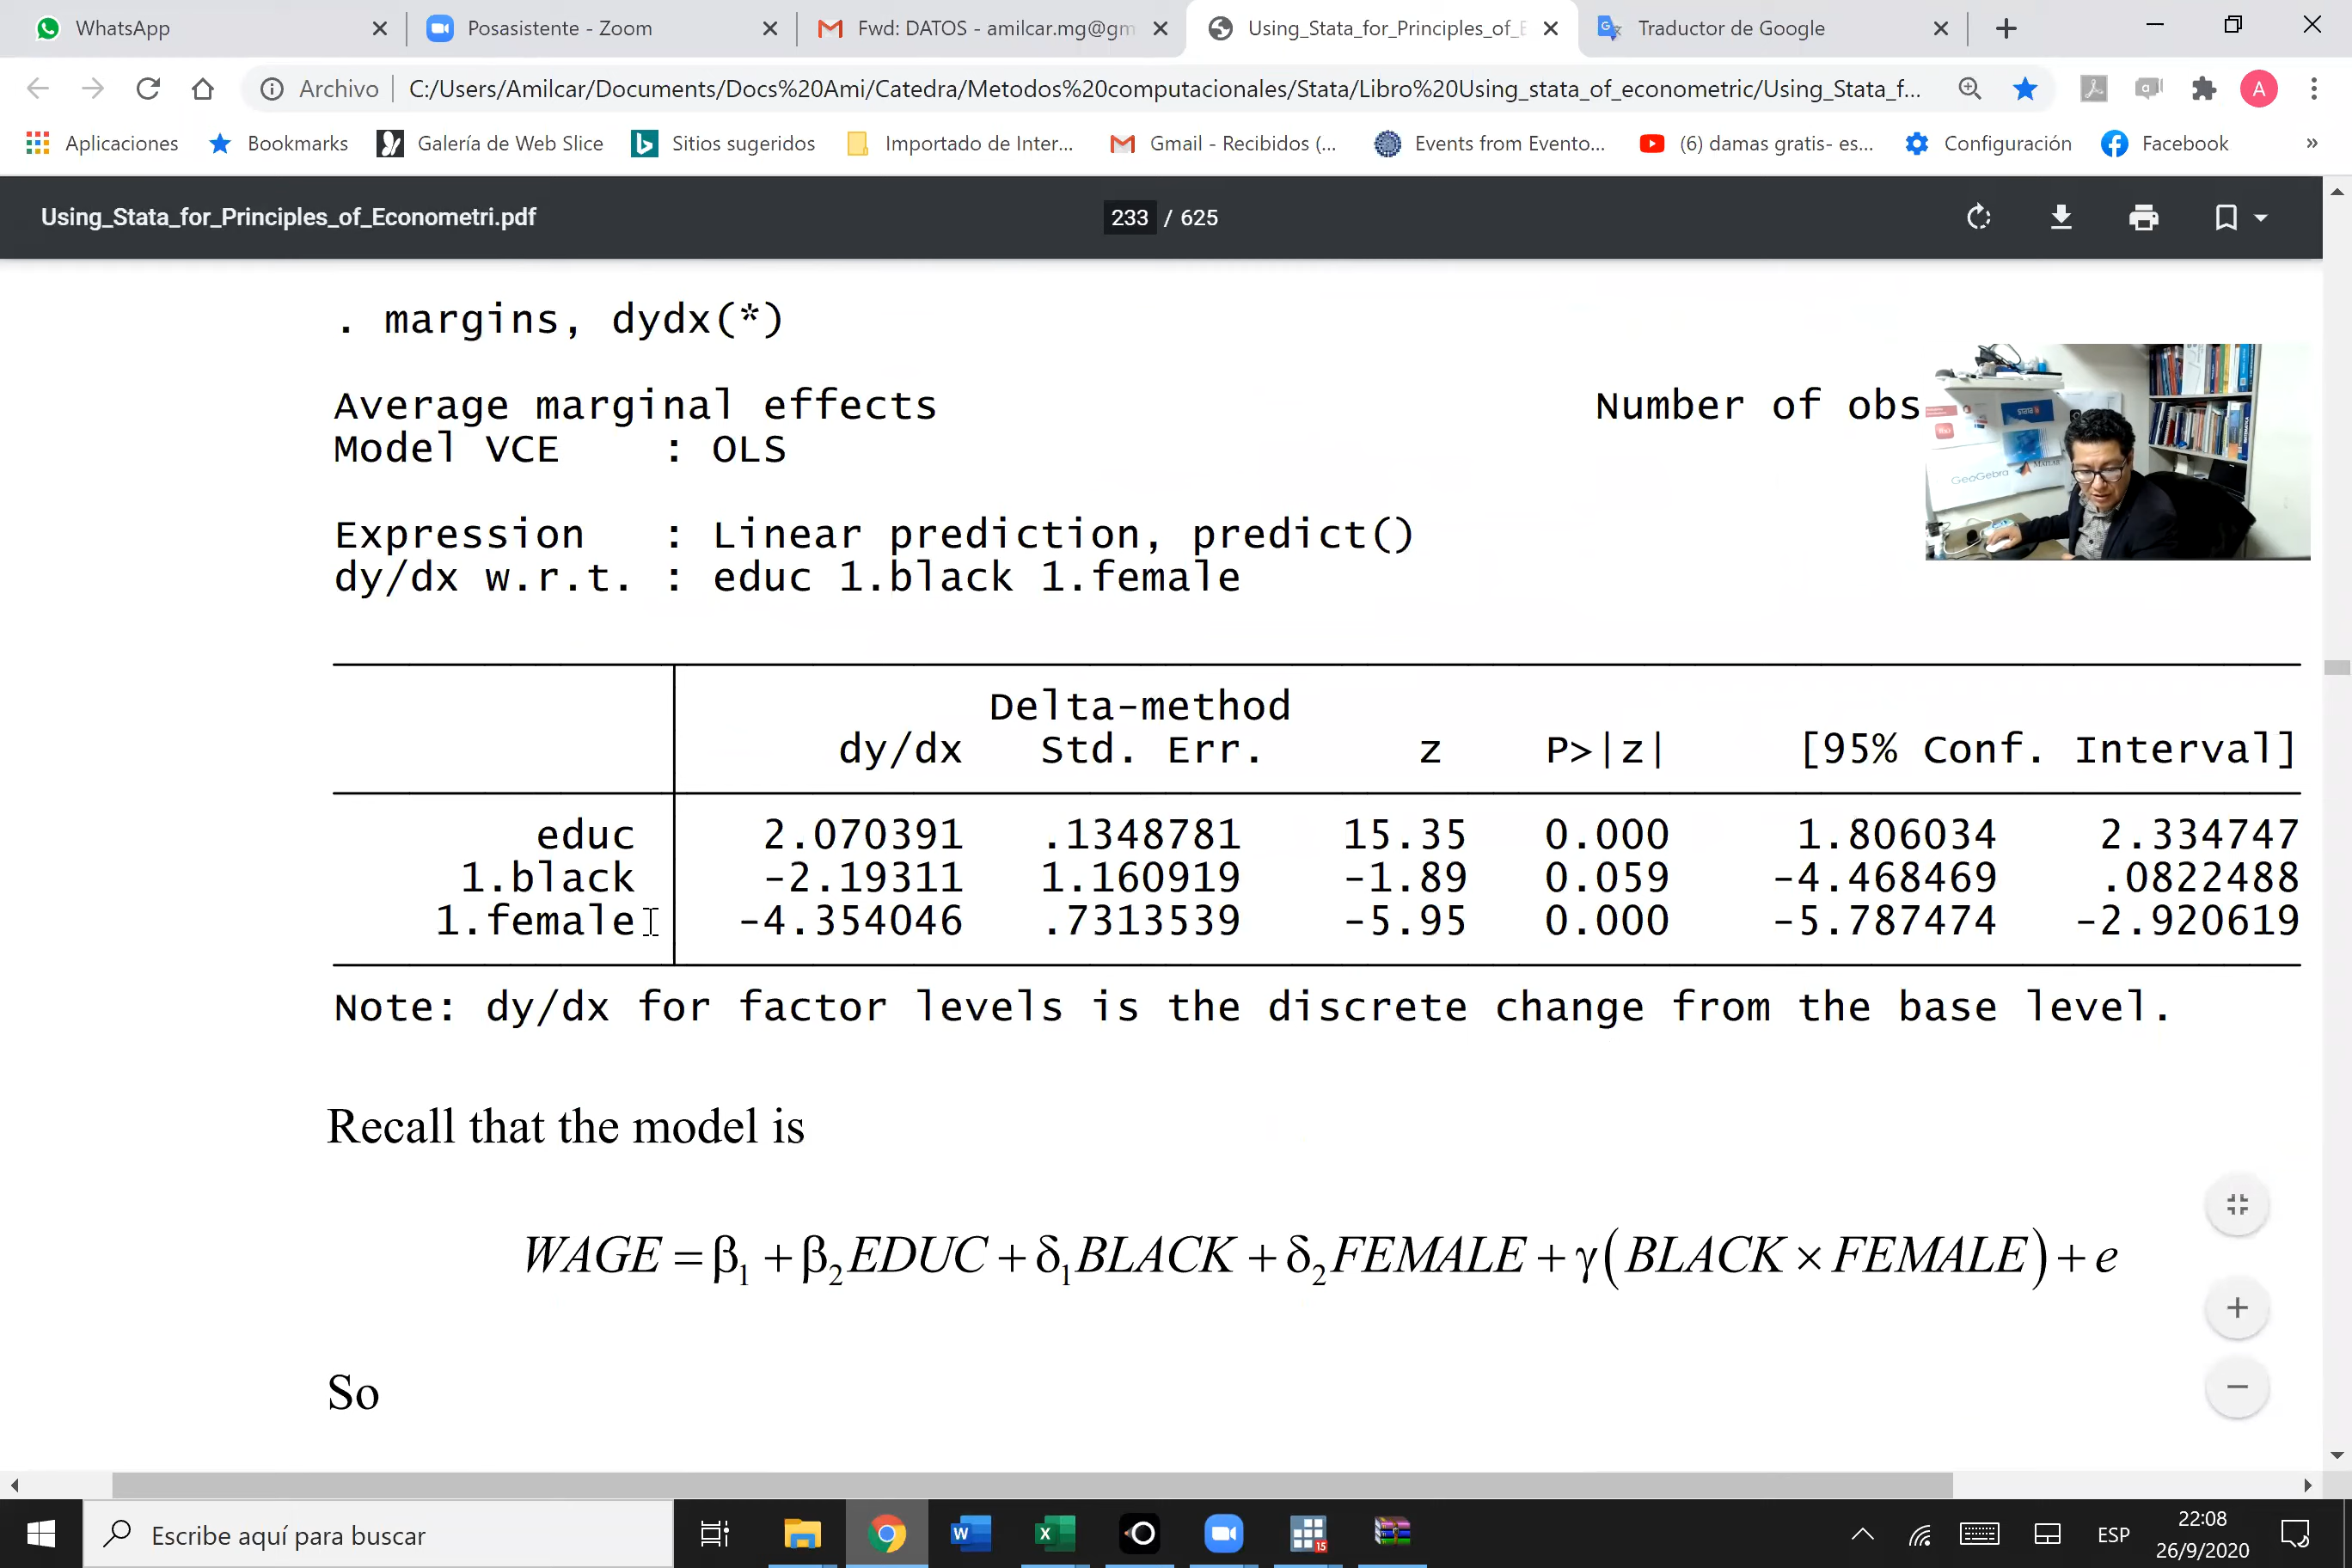 WhatsApp
Posasistente - Zoom
Fwd: DATOS - amilcar.mg@gm
Using_Stata_for_Principles_of_E
Traductor de Google
Archivo
C:/Users/Amilcar/Documents/Docs%20Ami/Catedra/Metodos%20computacionales/Stata/Libro%20Using_stata_of_econometric/Using_Stata_f...
A
Aplicaciones
Bookmarks
Galería de Web Slice
Sitios sugeridos
Importado de Inter...
Gmail - Recibidos (...
Events from Evento...
(6) damas gratis- es...
Configuración
Facebook
»
Using_Stata_for_Principles_of_Econometri.pdf
233 / 625
. margins, dydx(*)
Average marginal effects Number of obs
Model VCE : OLS
Expression : Linear prediction, predict()
dy/dx w.r.t. : educ 1.black 1.female
Delta-method
dy/dx Std. Err. z P>|z| [95% Conf. Interval]
educ 2.070391 .1348781 15.35 0.000 1.806034 2.334747
1.black -2.19311 1.160919 -1.89 0.059 -4.468469 .0822488
1.female -4.354046 .7313539 -5.95 0.000 -5.787474 -2.920619
Note: dy/dx for factor levels is the discrete change from the base level.
Recall that the model is
WAGE = β1 + β2EDUC + δ1BLACK + δ2FEMALE + γ(BLACK × FEMALE) + e
So
GeoGebra
MATLAB
STATA
Escribe aquí para buscar
15
ESP
22:08
26/9/2020